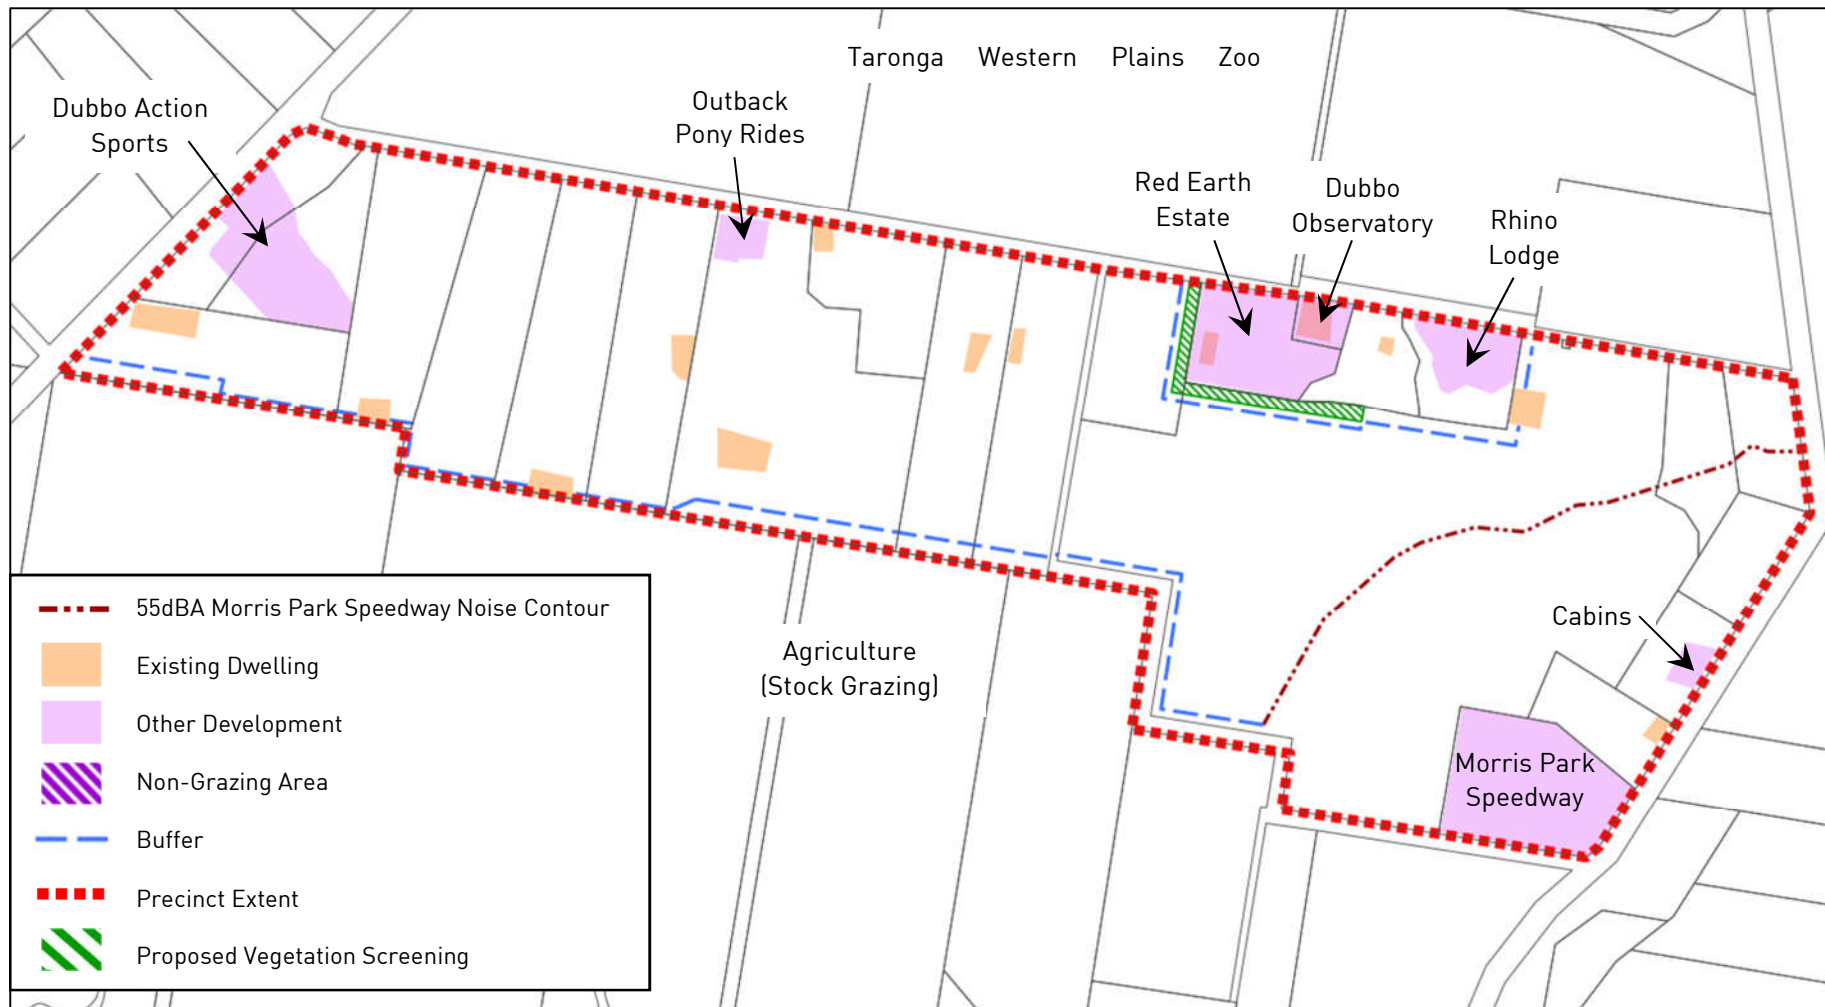 Taronga Western Plains Zoo
Dubbo Action
Sports
Outback
Pony Rides
Red Earth
Estate
Dubbo
Observatory
Rhino
Lodge
Cabins
Morris Park
Speedway
Agriculture
(Stock Grazing)
55dBA Morris Park Speedway Noise Contour
Existing Dwelling
Other Development
Non-Grazing Area
Buffer
Precinct Extent
Proposed Vegetation Screening